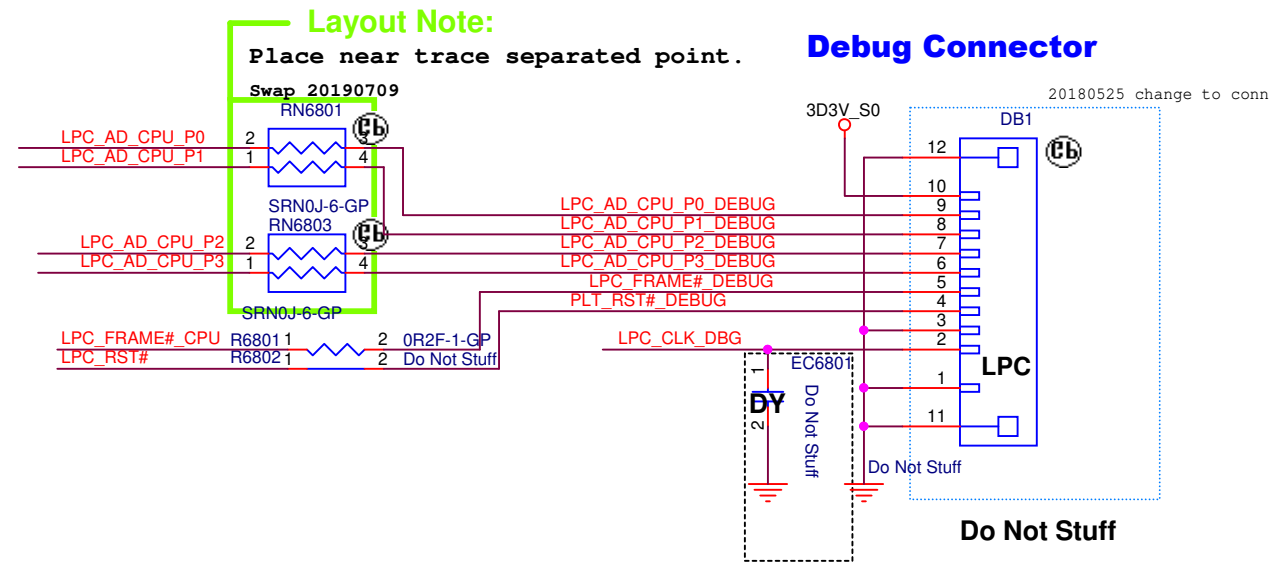 Layout Note:
Place near trace separated point.
Debug Connector
Swap 20190709
20180525 change to conn
RN6801
3D3V_S0
DB1
LPC_AD_CPU_P0
2
LPC_AD_CPU_P1
1
4
12
10
SRN0J-6-GP
LPC_AD_CPU_P0_DEBUG
9
RN6803
LPC_AD_CPU_P1_DEBUG
8
LPC_AD_CPU_P2
2
LPC_AD_CPU_P2_DEBUG
7
LPC_AD_CPU_P3
1
4
LPC_AD_CPU_P3_DEBUG
6
LPC_FRAME#_DEBUG
5
SRN0J-6-GP
PLT_RST#_DEBUG
4
3
LPC_FRAME#_CPU
R6801
1
2
0R2F-1-GP
LPC_CLK_DBG
2
LPC_RST#
R6802
1
2
Do Not Stuff
EC6801
LPC
1
1
DY
2
Do Not Stuff
11
Do Not Stuff
Do Not Stuff